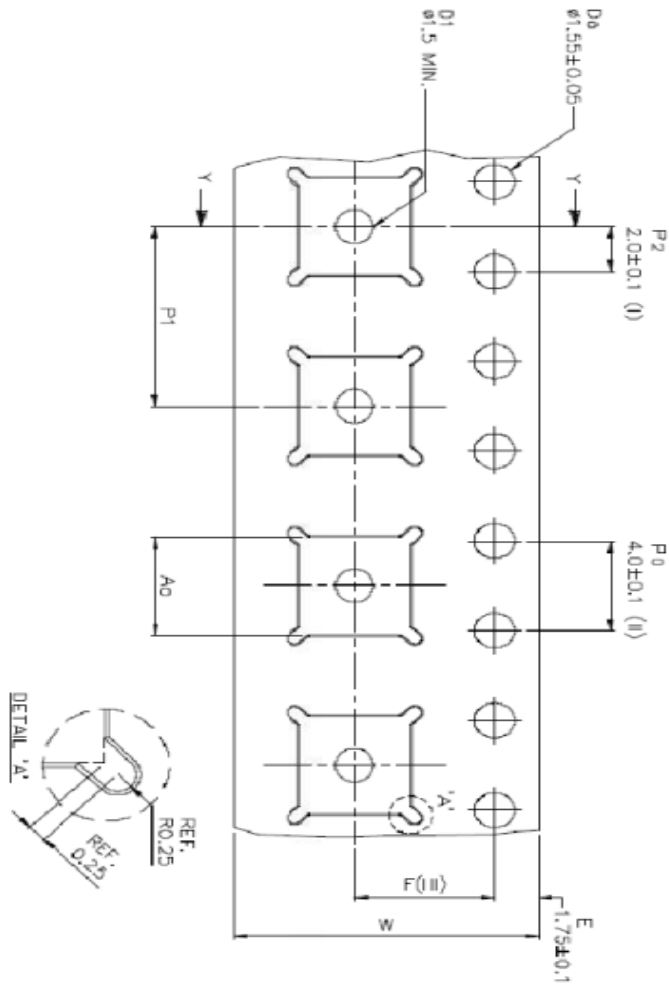 P2
2.0±0.1 (I)
P0
4.0±0.1 (II)
E
1.75±0.1
D0
ø1.55±0.05
D1
ø1.5 MIN.
Y
Y
P1
Ao
'A'
F(III)
W
REF.
R0.25
REF.
0.25
DETAIL 'A'